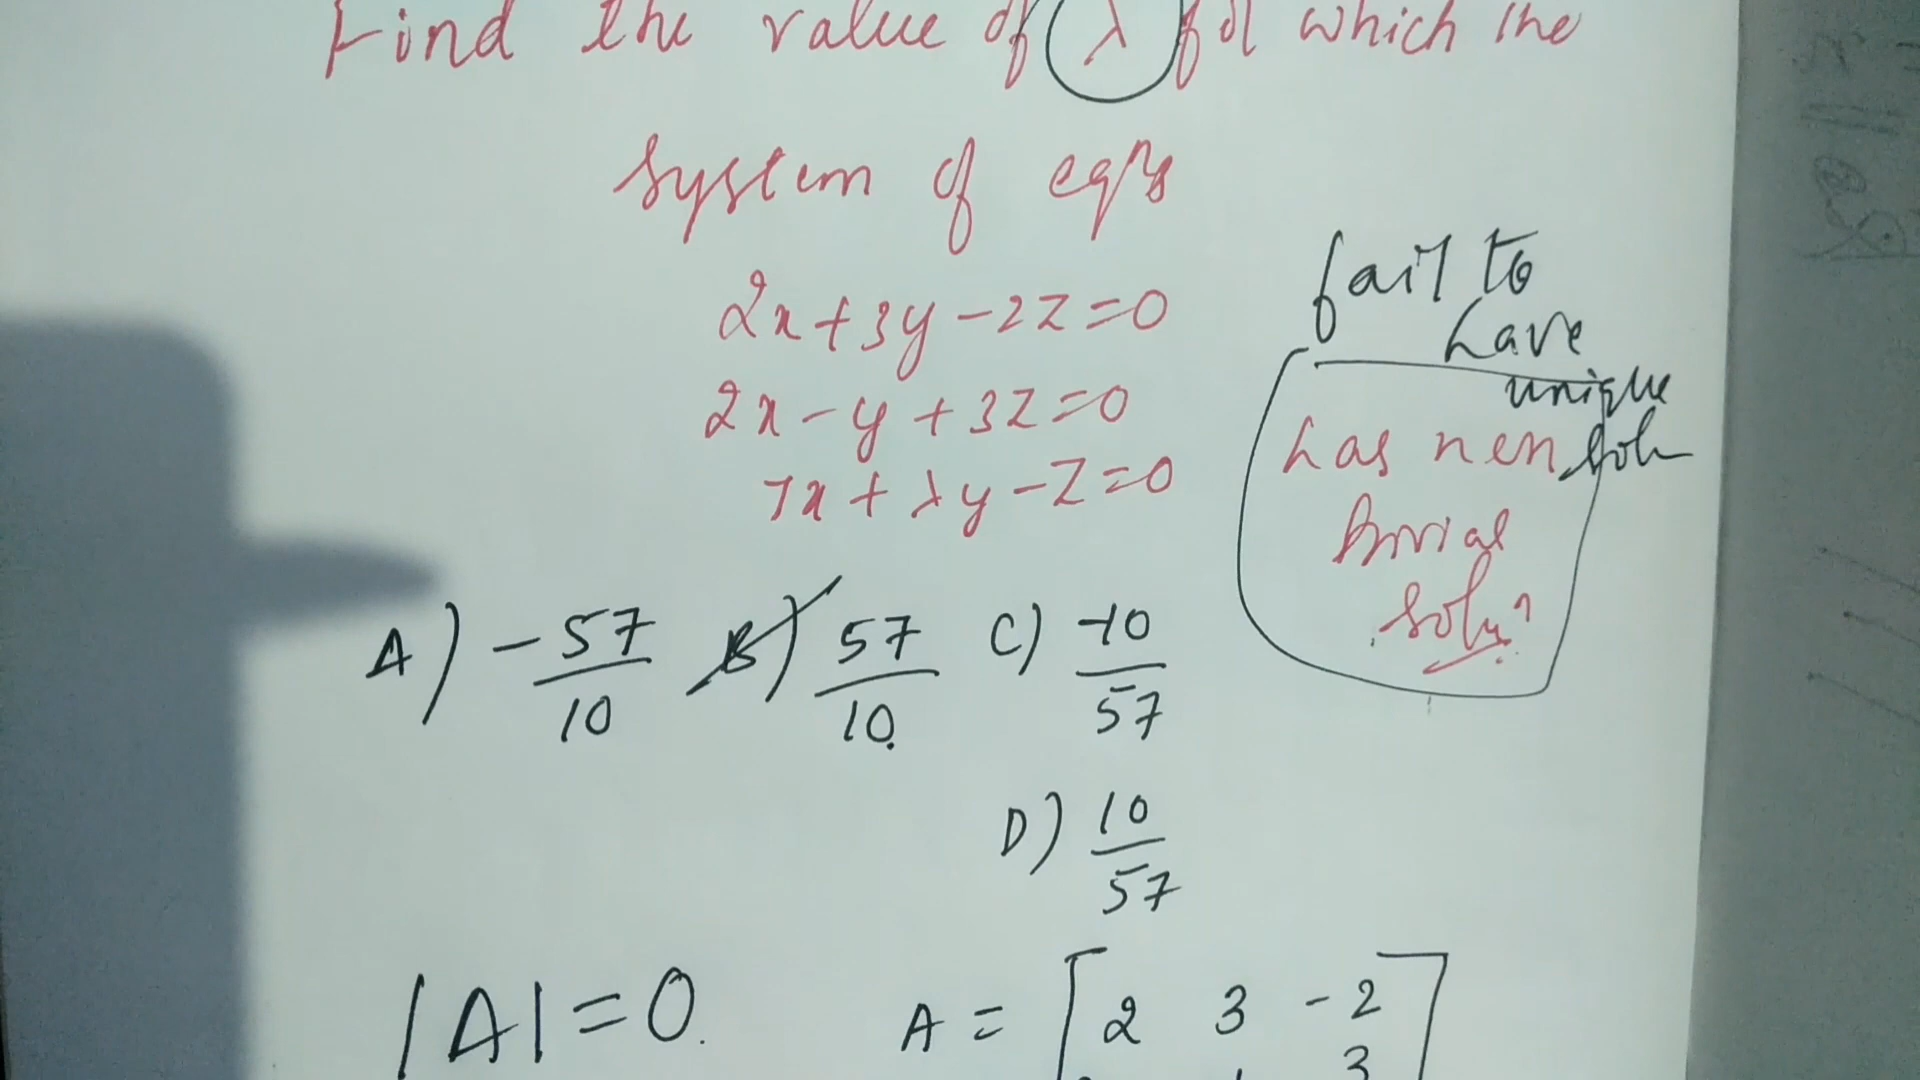 Find the value of λ for which the
system of eqns
2x+3y-2z=0
2x-y+3z=0
7x+λy-z=0
fail to
have
unique
soln
has non
trivial
soln?
A) -57/10 B) 57/10 C) -10/57
D) 10/57
|A|=0. A = [2 3 -2]
3